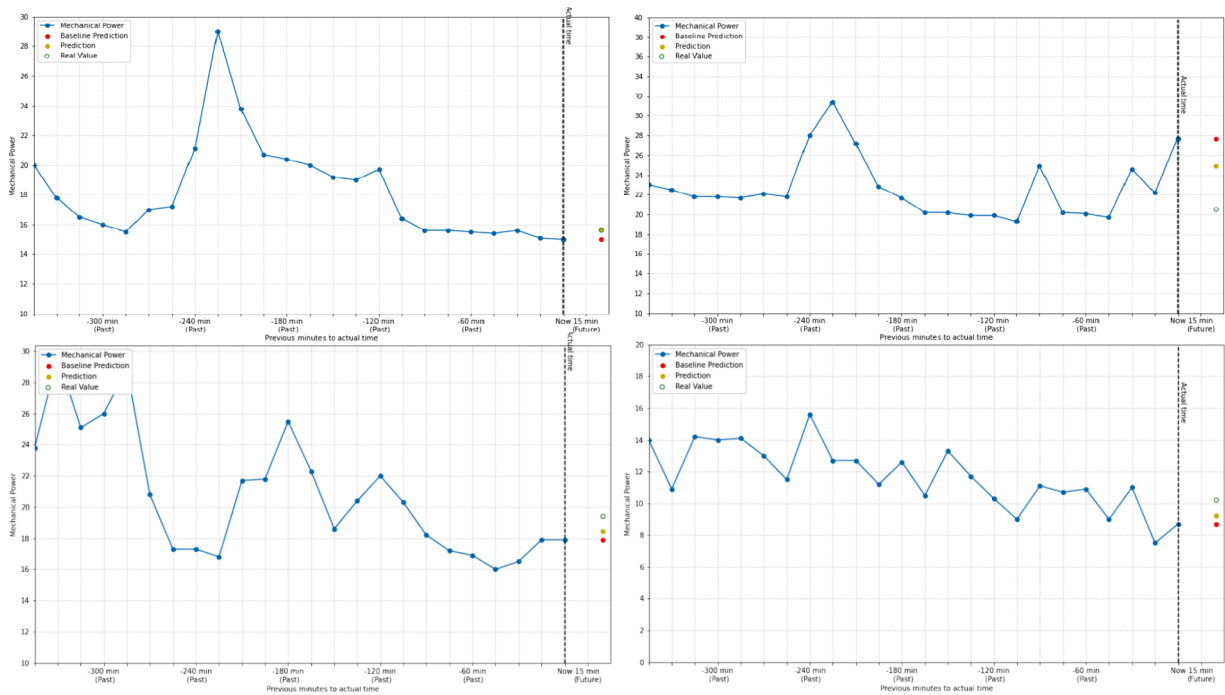 30
28
26
24
22
20
18
16
14
12
10
Mechanical Power
Mechanical Power
Baseline Prediction
Prediction
Real Value
Actual time
-300 min
(Past)
-240 min
(Past)
-180 min
(Past)
-120 min
(Past)
-60 min
(Past)
Now 15 min
(Future)
Previous minutes to actual time
40
38
36
34
32
30
28
26
24
22
20
18
16
14
12
10
Mechanical Power
Mechanical Power
Baseline Prediction
Prediction
Real Value
Actual time
-300 min
(Past)
-240 min
(Past)
-180 min
(Past)
-120 min
(Past)
-60 min
(Past)
Now 15 min
(Future)
Previous minutes to actual time
30
28
26
24
22
20
18
16
14
12
10
Mechanical Power
Mechanical Power
Baseline Prediction
Prediction
Real Value
Actual time
-300 min
(Past)
-240 min
(Past)
-180 min
(Past)
-120 min
(Past)
-60 min
(Past)
Now 15 min
(Future)
Previous minutes to actual time
20
18
16
14
12
10
8
6
4
2
0
Mechanical Power
Mechanical Power
Baseline Prediction
Prediction
Real Value
Actual time
-300 min
(Past)
-240 min
(Past)
-180 min
(Past)
-120 min
(Past)
-60 min
(Past)
Now 15 min
(Future)
Previous minutes to actual time